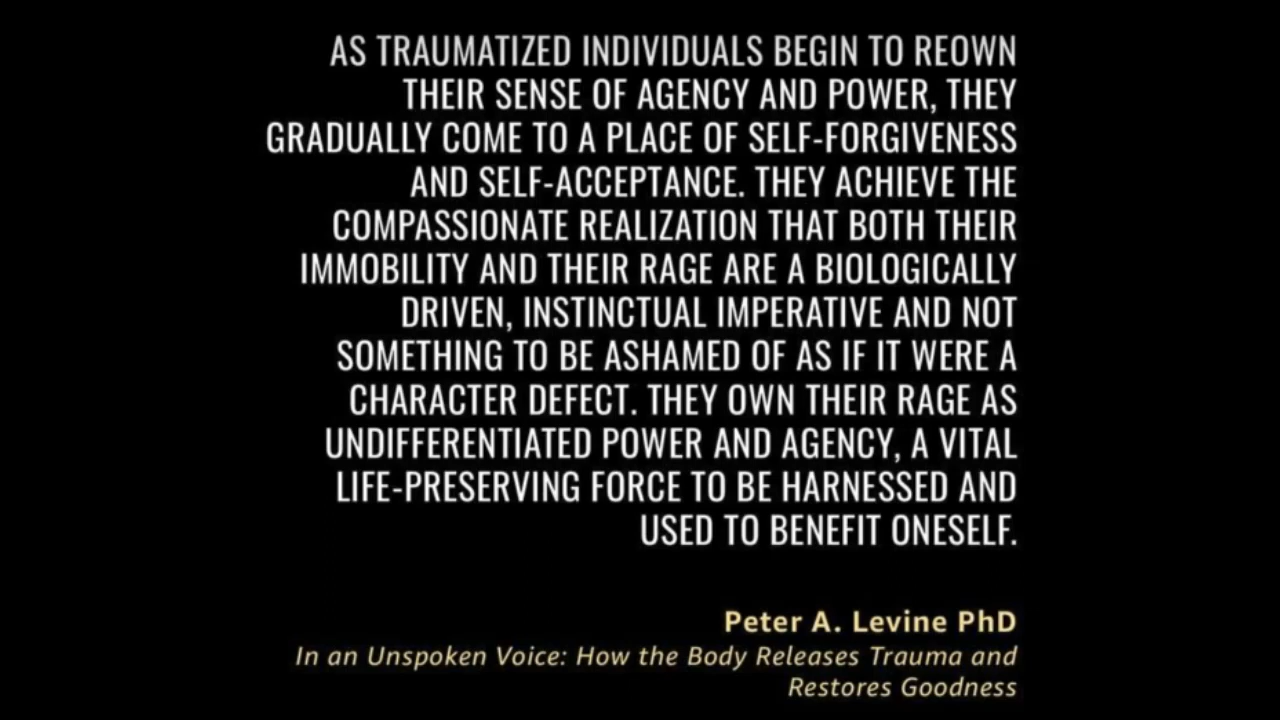 AS TRAUMATIZED INDIVIDUALS BEGIN TO REOWN
THEIR SENSE OF AGENCY AND POWER, THEY
GRADUALLY COME TO A PLACE OF SELF-FORGIVENESS
AND SELF-ACCEPTANCE. THEY ACHIEVE THE
COMPASSIONATE REALIZATION THAT BOTH THEIR
IMMOBILITY AND THEIR RAGE ARE A BIOLOGICALLY
DRIVEN, INSTINCTUAL IMPERATIVE AND NOT
SOMETHING TO BE ASHAMED OF AS IF IT WERE A
CHARACTER DEFECT. THEY OWN THEIR RAGE AS
UNDIFFERENTIATED POWER AND AGENCY, A VITAL
LIFE-PRESERVING FORCE TO BE HARNESSED AND
USED TO BENEFIT ONESELF.
Peter A. Levine PhD
In an Unspoken Voice: How the Body Releases Trauma and
Restores Goodness